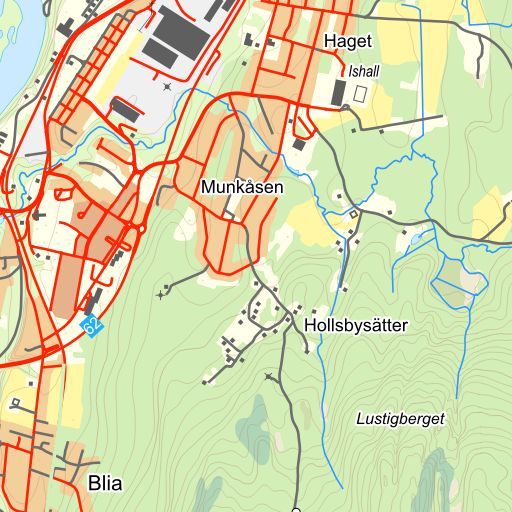 Haget
Ishall
Munkåsen
62
Hollsbysätter
Lustigberget
Blia